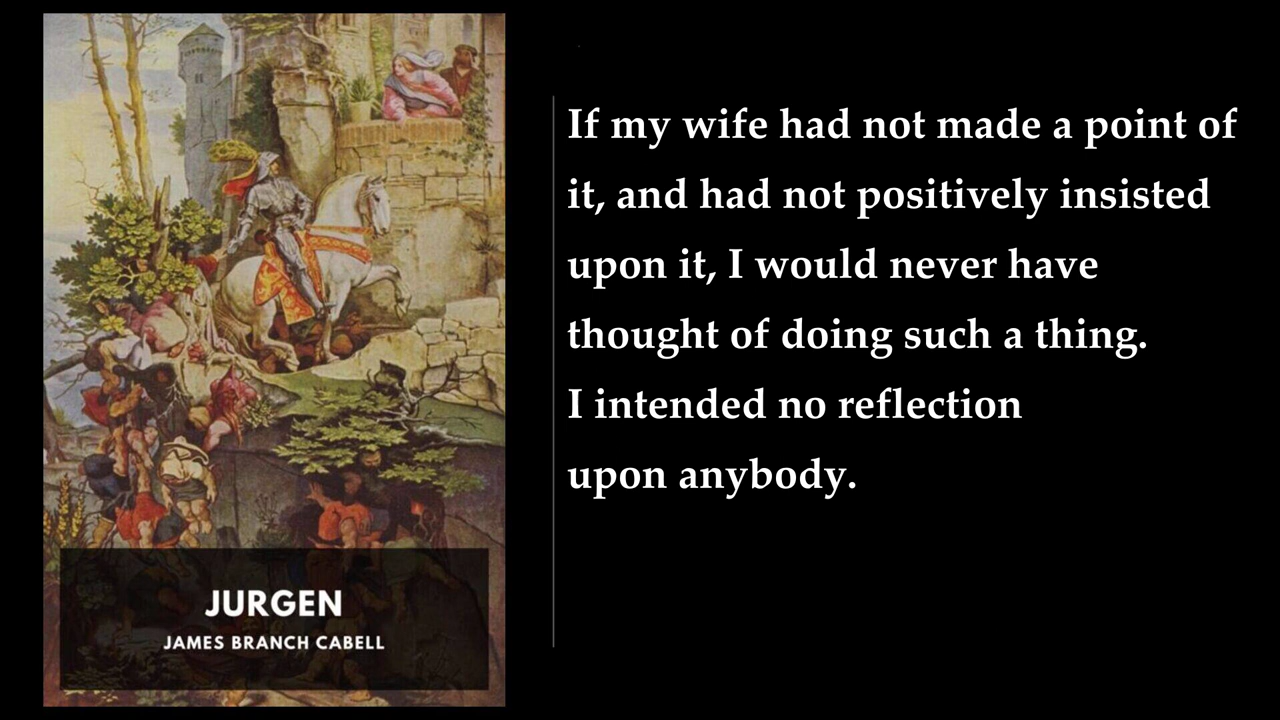 If my wife had not made a point of
it, and had not positively insisted
upon it, I would never have
thought of doing such a thing.
I intended no reflection
upon anybody.
JURGEN
JAMES BRANCH CABELL